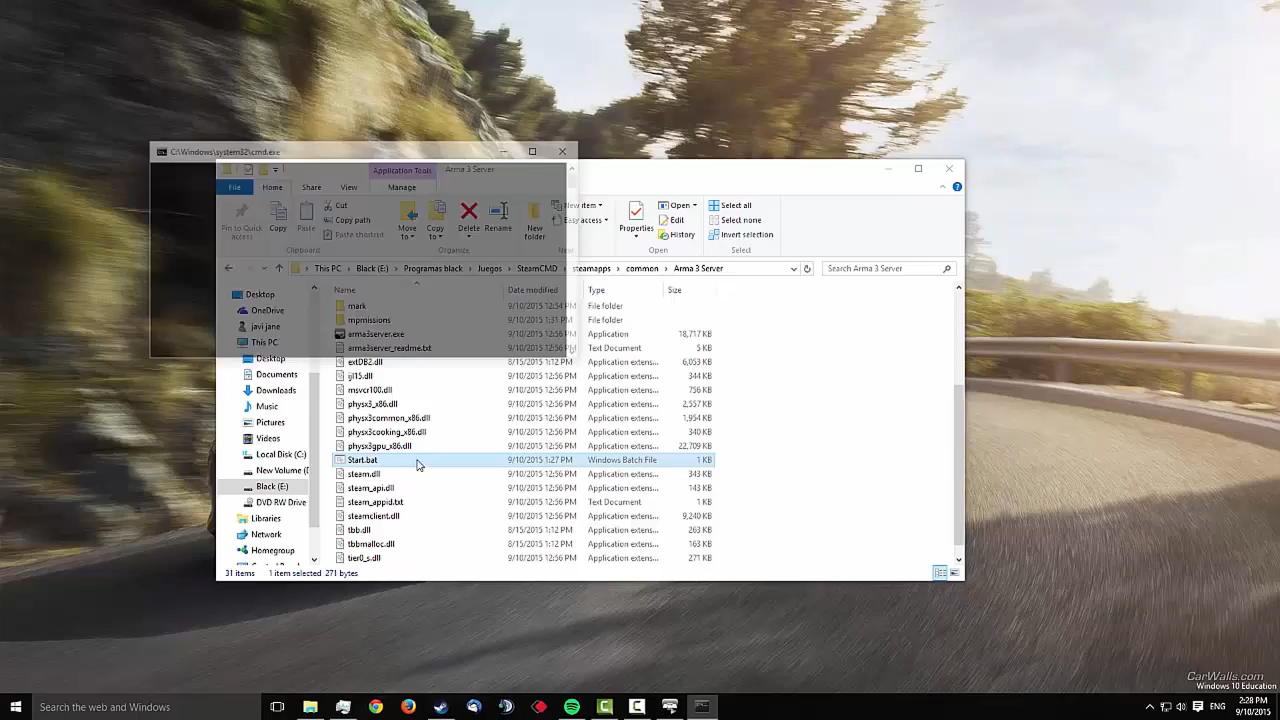 C:\Windows\system32\cmd.exe
Application Tools
Arma 3 Server
File
Home
Share
View
Manage
Pin to Quick access
Copy
Paste
Cut
Copy path
Paste shortcut
Clipboard
Move to
Copy to
Delete
Rename
Organize
New folder
New item
Easy access
New
Properties
Open
Edit
History
Open
Select all
Select none
Invert selection
Select
This PC
Black (E:)
Programas black
Juegos
SteamCMD
steamapps
common
Arma 3 Server
Search Arma 3 Server
Name
Date modified
Type
Size
Desktop
OneDrive
javi jane
This PC
Desktop
Documents
Downloads
Music
Pictures
Videos
Local Disk (C:)
New Volume (
Black (E:)
DVD RW Drive
Libraries
Network
Homegroup
mark 9/10/2015 12:54 PM File folder
mpmissions 9/10/2015 1:31 PM File folder
arma3server.exe 9/10/2015 12:56 PM Application 18,717 KB
arma3server_readme.txt 9/10/2015 12:56 PM Text Document 5 KB
extDB2.dll 8/15/2015 1:12 PM Application extens... 6,053 KB
ijl15.dll 9/10/2015 12:56 PM Application extens... 344 KB
msvcr100.dll 9/10/2015 12:56 PM Application extens... 756 KB
physx3_x86.dll 9/10/2015 12:56 PM Application extens... 2,557 KB
physx3common_x86.dll 9/10/2015 12:56 PM Application extens... 1,954 KB
physx3cooking_x86.dll 9/10/2015 12:56 PM Application extens... 340 KB
physx3gpu_x86.dll 9/10/2015 12:56 PM Application extens... 22,709 KB
Start.bat 9/10/2015 1:27 PM Windows Batch File 1 KB
steam.dll 9/10/2015 12:56 PM Application extens... 343 KB
steam_api.dll 9/10/2015 12:56 PM Application extens... 143 KB
steam_appid.txt 9/10/2015 12:56 PM Text Document 1 KB
steamclient.dll 9/10/2015 12:56 PM Application extens... 9,240 KB
tbb.dll 8/15/2015 1:12 PM Application extens... 263 KB
tbbmalloc.dll 8/15/2015 1:12 PM Application extens... 163 KB
tier0_s.dll 9/10/2015 12:56 PM Application extens... 271 KB
31 items 1 item selected 271 bytes
CarWalls.com
Windows 10 Education
Search the web and Windows
ENG
2:28 PM
9/10/2015